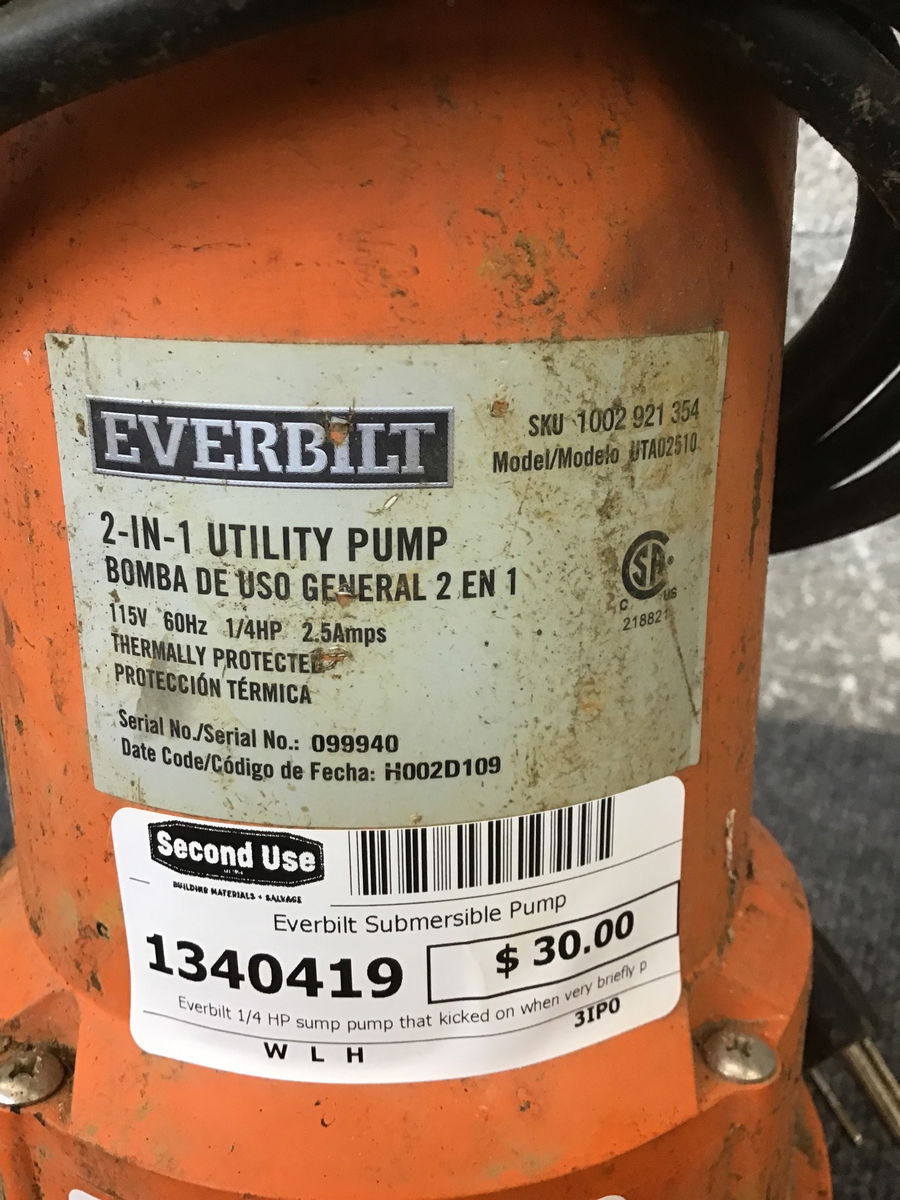 EVERBILT
SKU 1002 921 354
Model/Modelo UTA02510
2-IN-1 UTILITY PUMP
BOMBA DE USO GENERAL 2 EN 1
115V 60Hz 1/4HP 2.5Amps
THERMALLY PROTECTED
PROTECCIÓN TÉRMICA
CSA
C US
218821
Serial No./Serial No.: 099940
Date Code/Código de Fecha: H002D109
Second Use
BUILDING MATERIALS + SALVAGE
Everbilt Submersible Pump
1340419
$ 30.00
Everbilt 1/4 HP sump pump that kicked on when very briefly p
3IP0
W L H